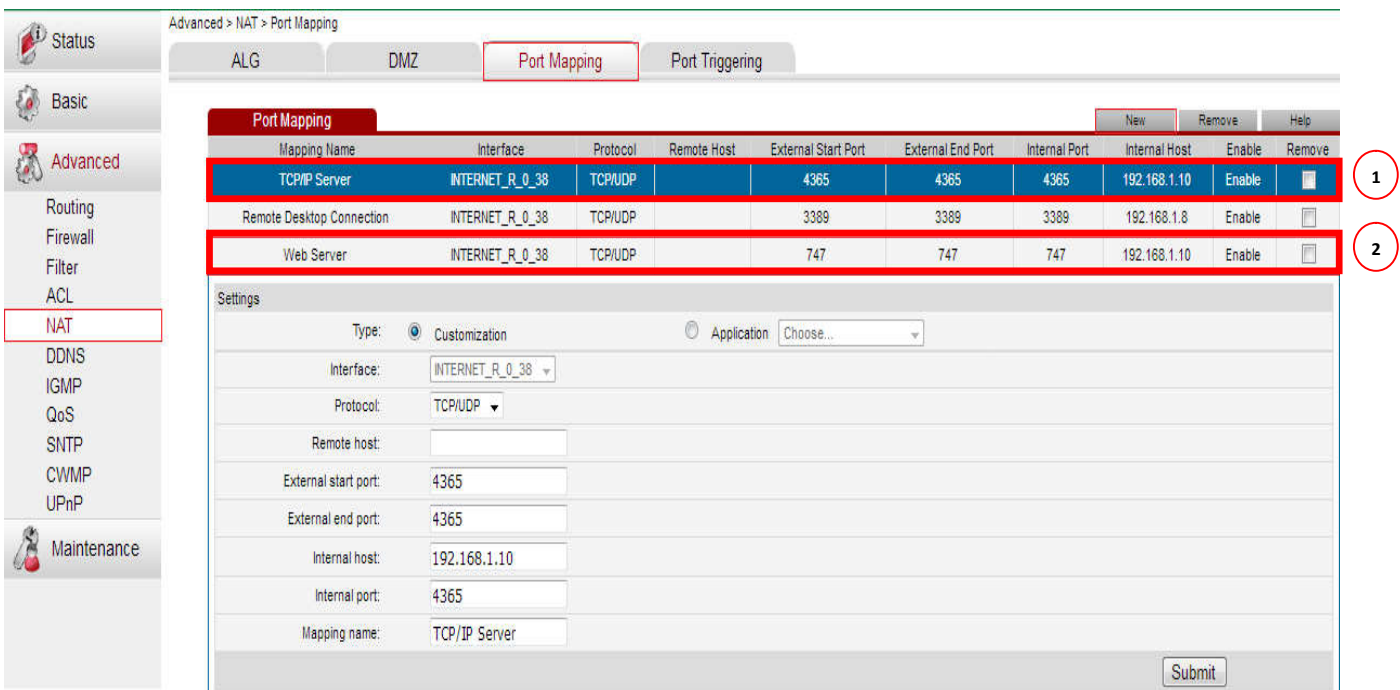 Advanced > NAT > Port Mapping
Status
Basic
Advanced
Routing
Firewall
Filter
ACL
NAT
DDNS
IGMP
QoS
SNTP
CWMP
UPnP
Maintenance
ALG DMZ Port Mapping Port Triggering
Port Mapping New Remove Help
Mapping Name Interface Protocol Remote Host External Start Port External End Port Internal Port Internal Host Enable Remove
TCP/IP Server INTERNET_R_0_38 TCP/UDP 4365 4365 4365 192.168.1.10 Enable 1
Remote Desktop Connection INTERNET_R_0_38 TCP/UDP 3389 3389 3389 192.168.1.8 Enable
Web Server INTERNET_R_0_38 TCP/UDP 747 747 747 192.168.1.10 Enable 2
Settings
Type: Customization Application Choose...
Interface: INTERNET_R_0_38
Protocol: TCP/UDP
Remote host:
External start port: 4365
External end port: 4365
Internal host: 192.168.1.10
Internal port: 4365
Mapping name: TCP/IP Server
Submit